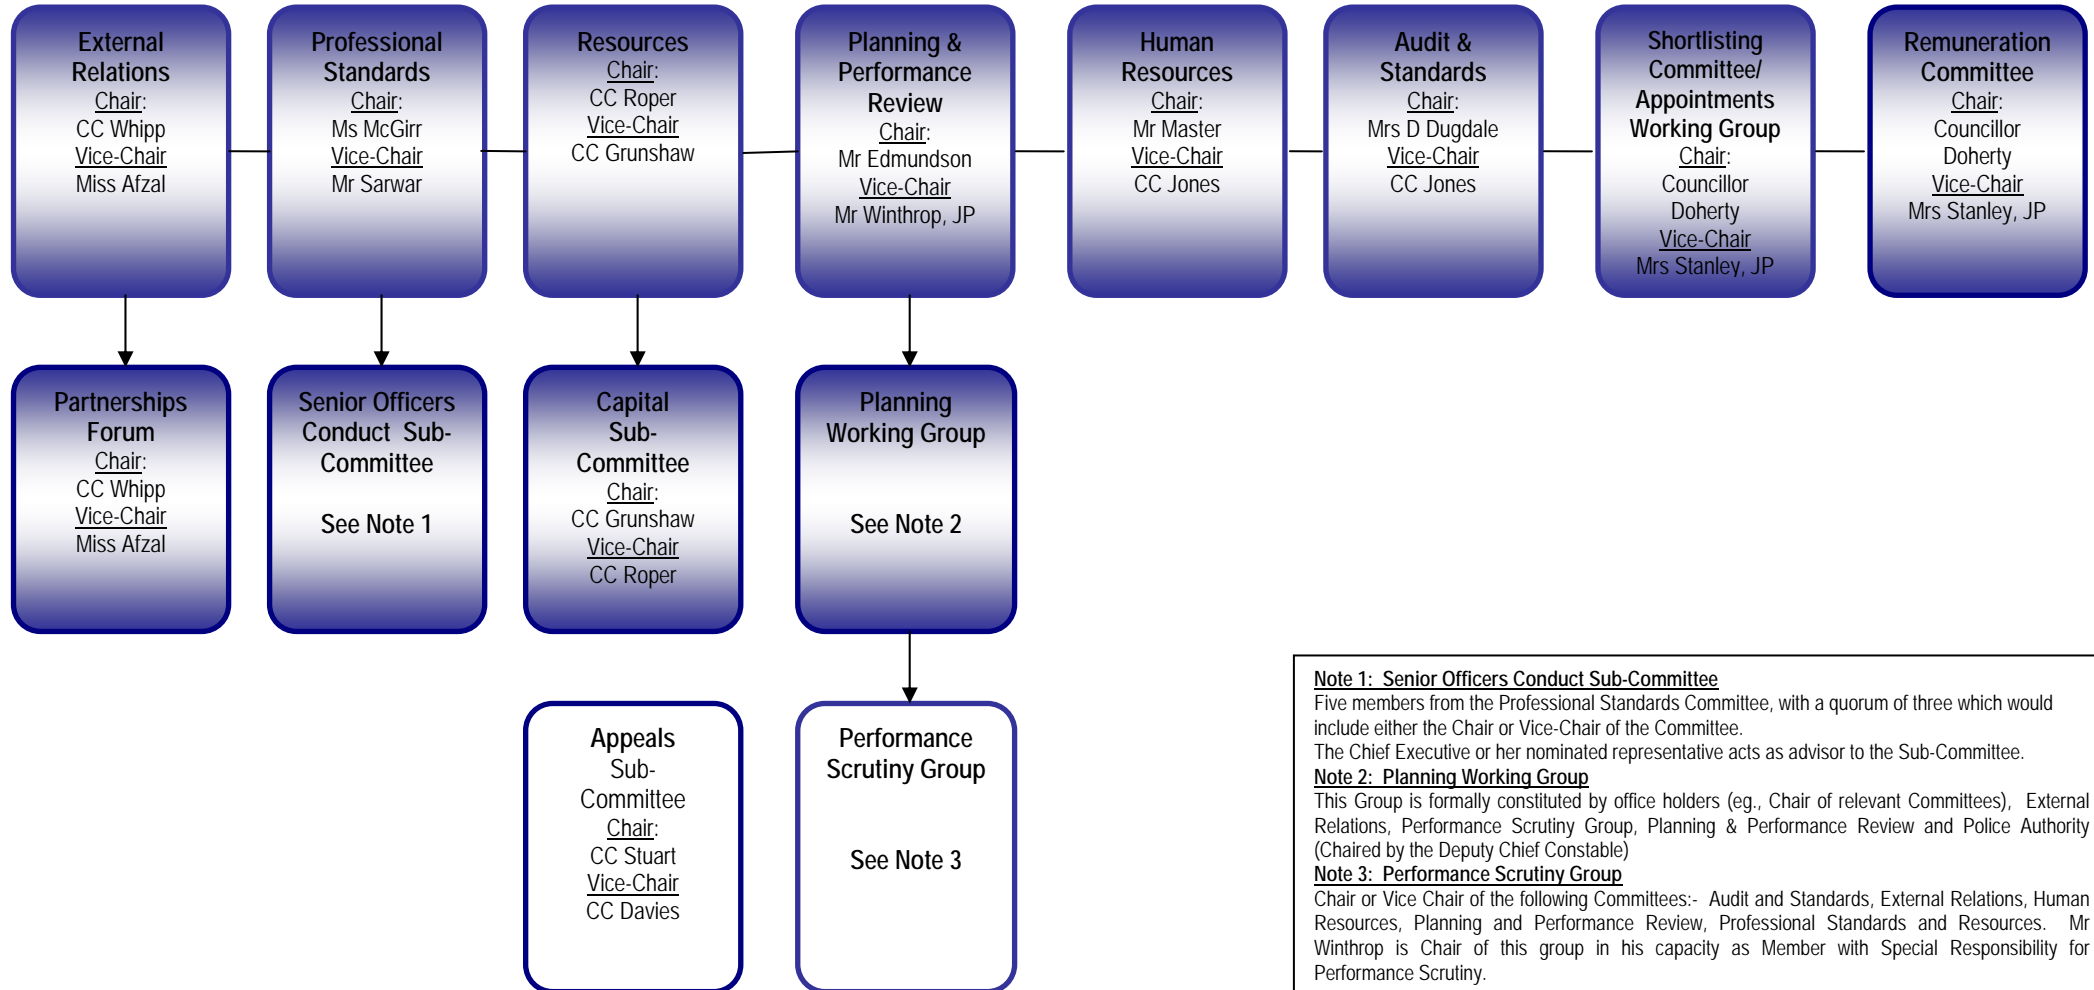 External
Relations
Chair:
CC Whipp
Vice-Chair
Miss Afzal
Professional
Standards
Chair:
Ms McGirr
Vice-Chair
Mr Sarwar
Resources
Chair:
CC Roper
Vice-Chair
CC Grunshaw
Planning &
Performance
Review
Chair:
Mr Edmundson
Vice-Chair
Mr Winthrop, JP
Human
Resources
Chair:
Mr Master
Vice-Chair
CC Jones
Audit &
Standards
Chair:
Mrs D Dugdale
Vice-Chair
CC Jones
Shortlisting
Committee/
Appointments
Working Group
Chair:
Councillor
Doherty
Vice-Chair
Mrs Stanley, JP
Remuneration
Committee
Chair:
Councillor
Doherty
Vice-Chair
Mrs Stanley, JP
Partnerships
Forum
Chair:
CC Whipp
Vice-Chair
Miss Afzal
Senior Officers
Conduct Sub-
Committee
See Note 1
Capital
Sub-
Committee
Chair:
CC Grunshaw
Vice-Chair
CC Roper
Planning
Working Group
See Note 2
Appeals
Sub-
Committee
Chair:
CC Stuart
Vice-Chair
CC Davies
Performance
Scrutiny Group
See Note 3
Note 1: Senior Officers Conduct Sub-Committee
Five members from the Professional Standards Committee, with a quorum of three which would
include either the Chair or Vice-Chair of the Committee.
The Chief Executive or her nominated representative acts as advisor to the Sub-Committee.
Note 2: Planning Working Group
This Group is formally constituted by office holders (eg., Chair of relevant Committees), External
Relations, Performance Scrutiny Group, Planning & Performance Review and Police Authority
(Chaired by the Deputy Chief Constable)
Note 3: Performance Scrutiny Group
Chair or Vice Chair of the following Committees:- Audit and Standards, External Relations, Human
Resources, Planning and Performance Review, Professional Standards and Resources. Mr
Winthrop is Chair of this group in his capacity as Member with Special Responsibility for
Performance Scrutiny.